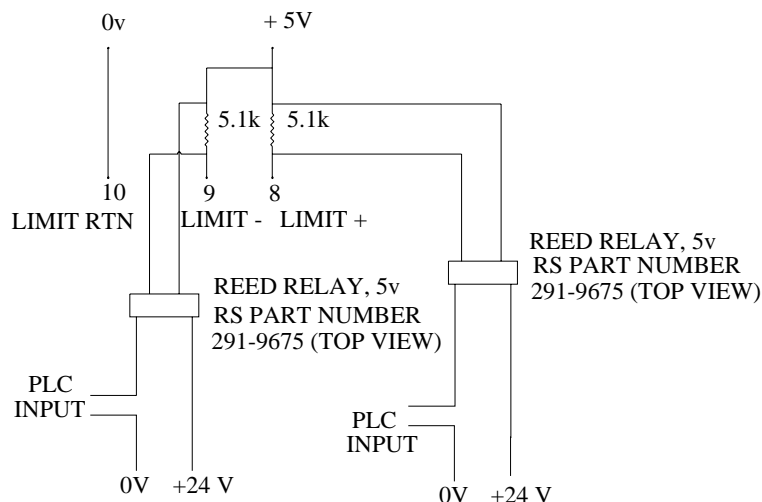 0v
+ 5V
5.1k
5.1k
10
9
8
LIMIT RTN
LIMIT -
LIMIT +
REED RELAY, 5v
RS PART NUMBER
291-9675 (TOP VIEW)
REED RELAY, 5v
RS PART NUMBER
291-9675 (TOP VIEW)
PLC
INPUT
PLC
INPUT
0V
+24 V
0V
+24 V